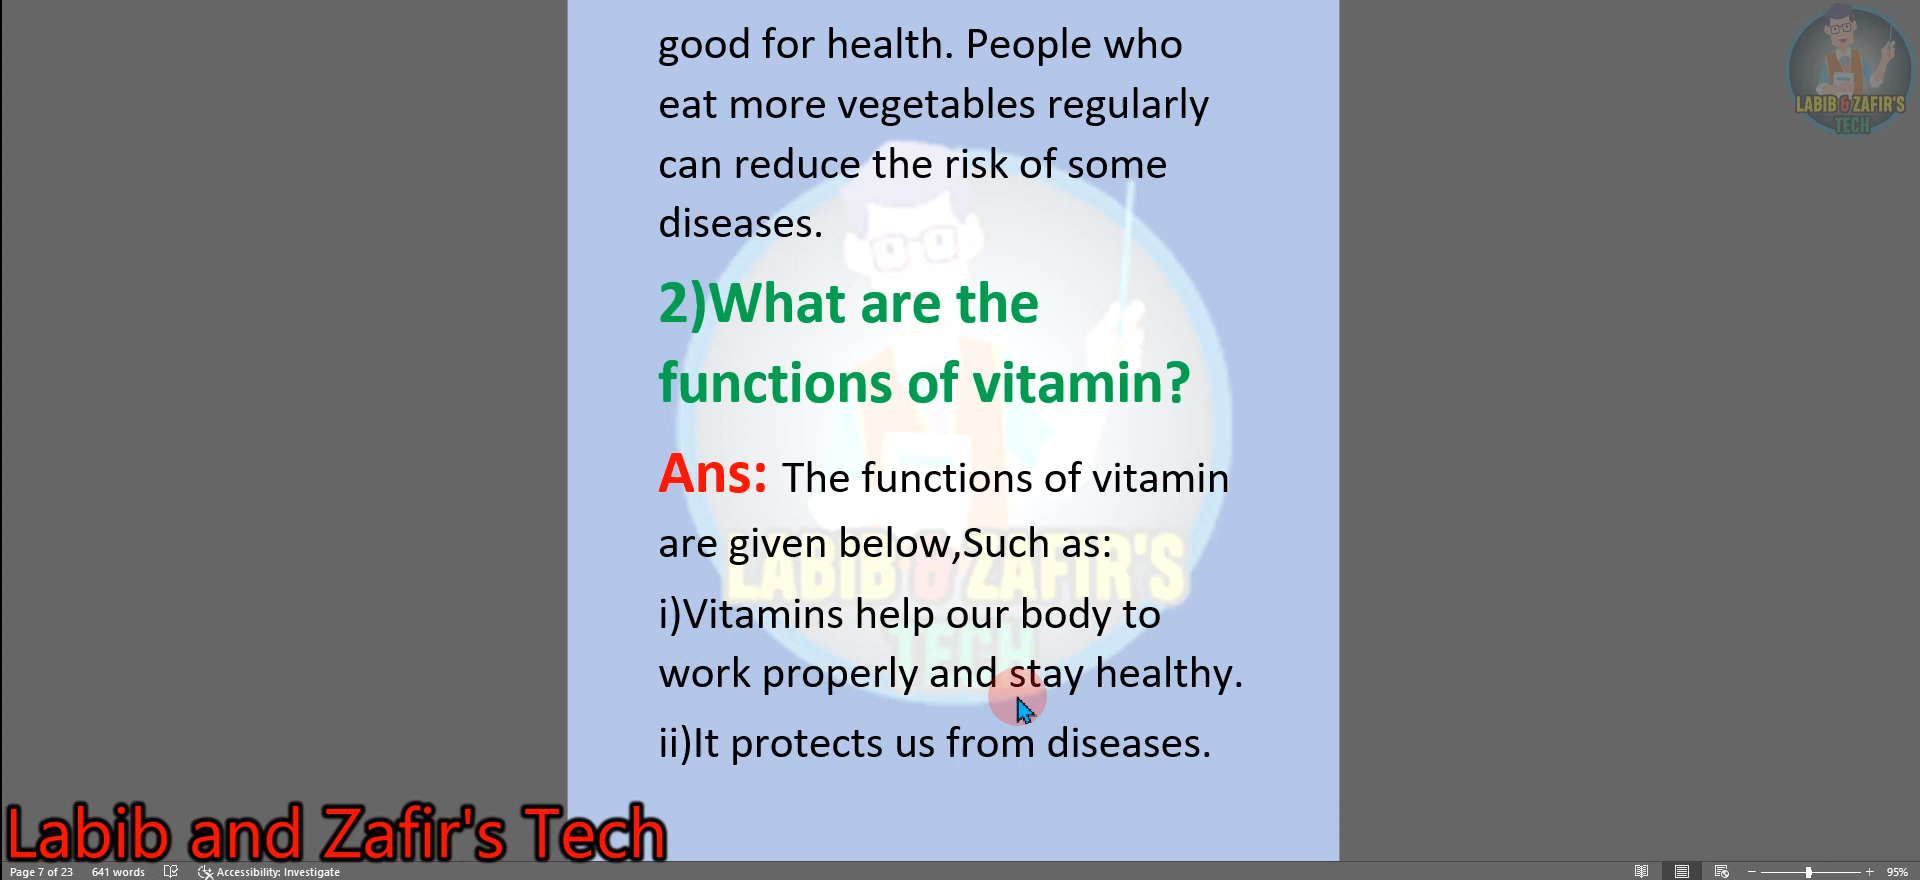 good for health. People who
eat more vegetables regularly
can reduce the risk of some
diseases.
2)What are the
functions of vitamin?
Ans: The functions of vitamin
are given below,Such as:
i)Vitamins help our body to
work properly and stay healthy.
ii)It protects us from diseases.
LABIB & ZAFIR'S
TECH
LABIB & ZAFIR'S
TECH
Labib and Zafir's Tech
Page 7 of 23 641 words Accessibility: Investigate 95%